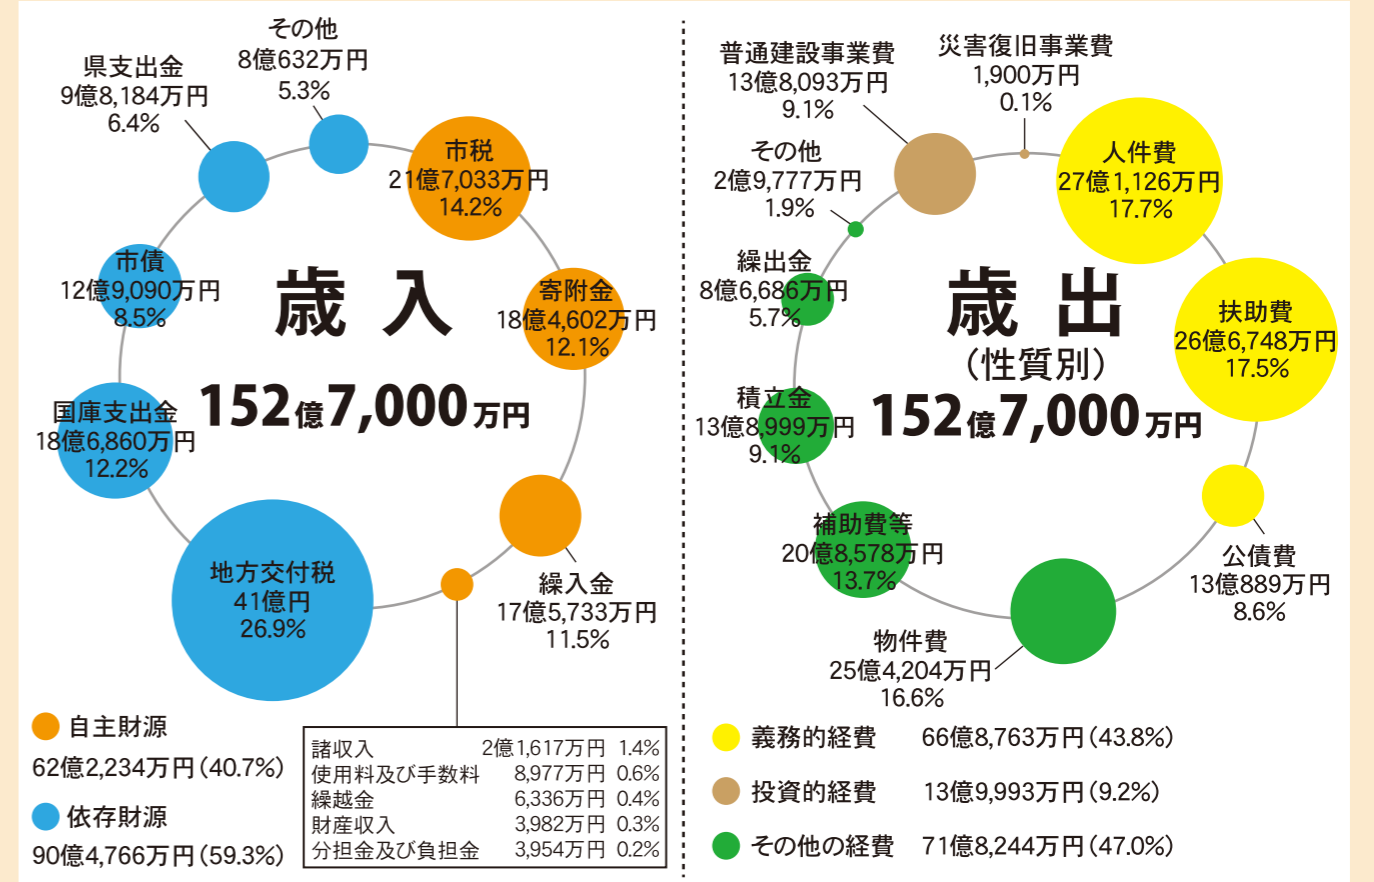 歳入
152億7,000万円
市税
21億7,033万円
14.2%
寄附金
18億4,602万円
12.1%
繰入金
17億5,733万円
11.5%
諸収入 2億1,617万円 1.4%
使用料及び手数料 8,977万円 0.6%
繰越金 6,336万円 0.4%
財産収入 3,982万円 0.3%
分担金及び負担金 3,954万円 0.2%
地方交付税
41億円
26.9%
国庫支出金
18億6,860万円
12.2%
市債
12億9,090万円
8.5%
県支出金
9億8,184万円
6.4%
その他
8億632万円
5.3%
自主財源
62億2,234万円(40.7%)
依存財源
90億4,766万円(59.3%)
歳出
(性質別)
152億7,000万円
人件費
27億1,126万円
17.7%
扶助費
26億6,748万円
17.5%
公債費
13億889万円
8.6%
物件費
25億4,204万円
16.6%
補助費等
20億8,578万円
13.7%
積立金
13億8,999万円
9.1%
繰出金
8億6,686万円
5.7%
その他
2億9,777万円
1.9%
普通建設事業費
13億8,093万円
9.1%
災害復旧事業費
1,900万円
0.1%
義務的経費 66億8,763万円(43.8%)
投資的経費 13億9,993万円(9.2%)
その他の経費 71億8,244万円(47.0%)